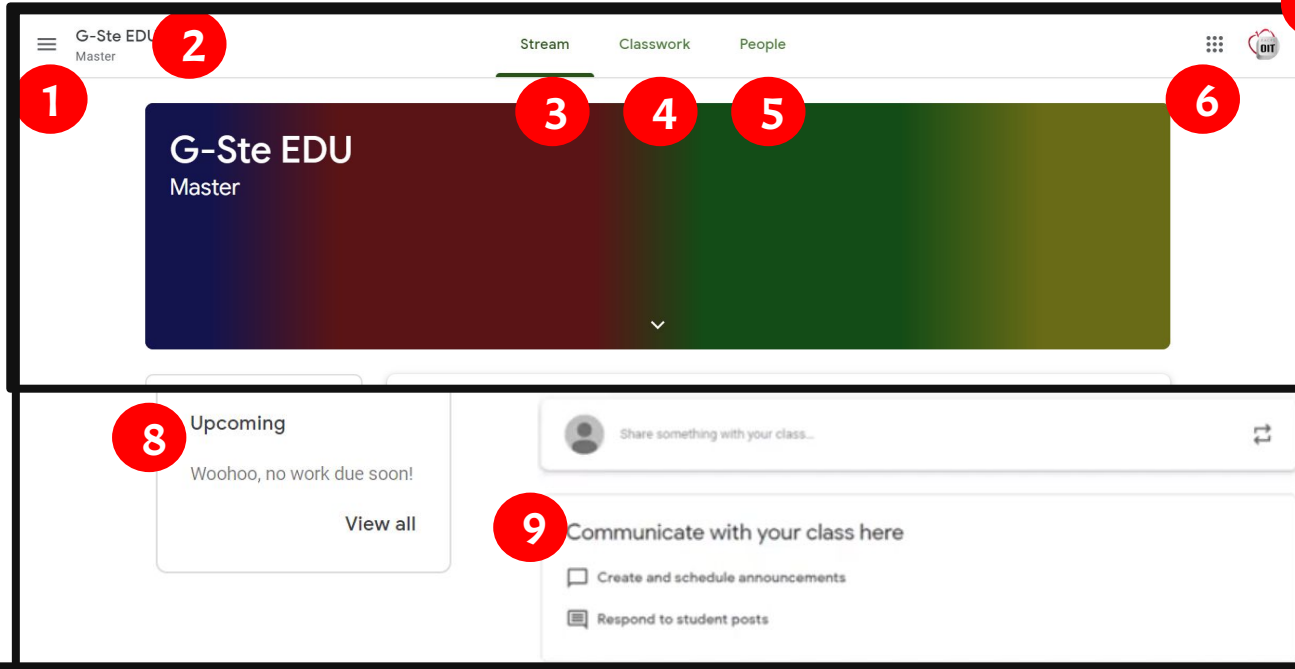 G-Ste EDU
Master
2
Stream
Classwork
People
OIT
1
3
4
5
6
G-Ste EDU
Master
8
Upcoming
Woohoo, no work due soon!
View all
Share something with your class...
9
Communicate with your class here
Create and schedule announcements
Respond to student posts